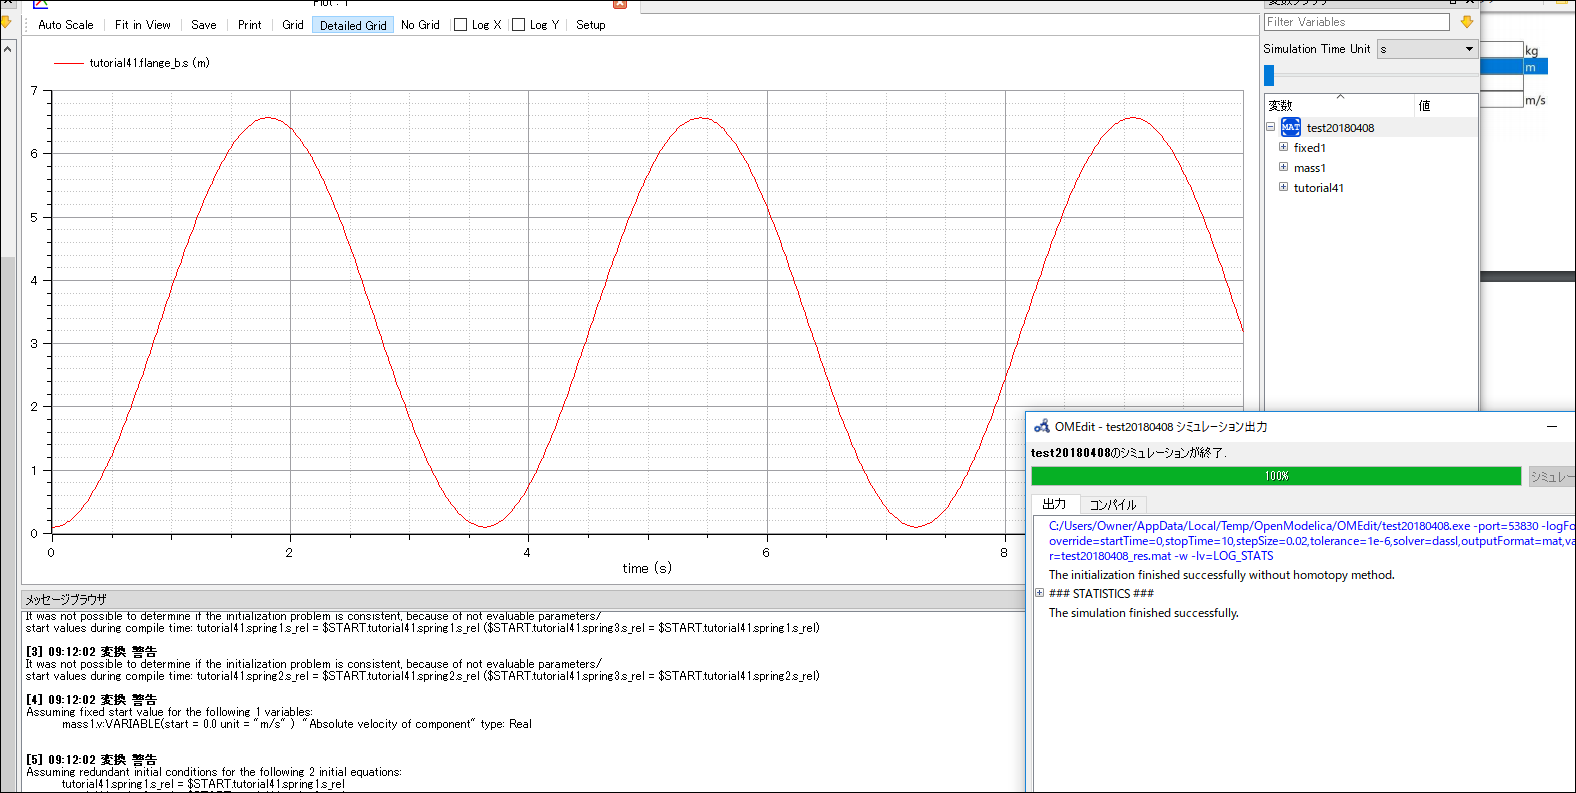 Auto Scale Fit in View Save Print Grid Detailed Grid No Grid Log X Log Y Setup
tutorial41.flange_b.s (m)
7
6
5
4
3
2
1
0
0 2 4 6 8
time (s)
Filter Variables
Simulation Time Unit s
変数 値
MAT test20180408
fixed1
mass1
tutorial41
kg
m
m/s
メッセージブラウザ
It was not possible to determine if the initialization problem is consistent, because of not evaluable parameters/
start values during compile time: tutorial41.spring1.s_rel = $START.tutorial41.spring1.s_rel ($START.tutorial41.spring3.s_rel = $START.tutorial41.spring1.s_rel)
[3] 09:12:02 変換 警告
It was not possible to determine if the initialization problem is consistent, because of not evaluable parameters/
start values during compile time: tutorial41.spring2.s_rel = $START.tutorial41.spring2.s_rel ($START.tutorial41.spring3.s_rel = $START.tutorial41.spring2.s_rel)
[4] 09:12:02 変換 警告
Assuming fixed start value for the following 1 variables:
mass1.v:VARIABLE(start = 0.0 unit = "m/s" ) "Absolute velocity of component" type: Real
[5] 09:12:02 変換 警告
Assuming redundant initial conditions for the following 2 initial equations:
tutorial41.spring1.s_rel = $START.tutorial41.spring1.s_rel
OMEdit - test20180408 シミュレーション出力
test20180408のシミュレーションが終了.
100%
シミュレー
出力 コンパイル
C:/Users/Owner/AppData/Local/Temp/OpenModelica/OMEdit/test20180408.exe -port=53830 -logFo
override=startTime=0,stopTime=10,stepSize=0.02,tolerance=1e-6,solver=dassl,outputFormat=mat,va
r=test20180408_res.mat -w -lv=LOG_STATS
The initialization finished successfully without homotopy method.
### STATISTICS ###
The simulation finished successfully.